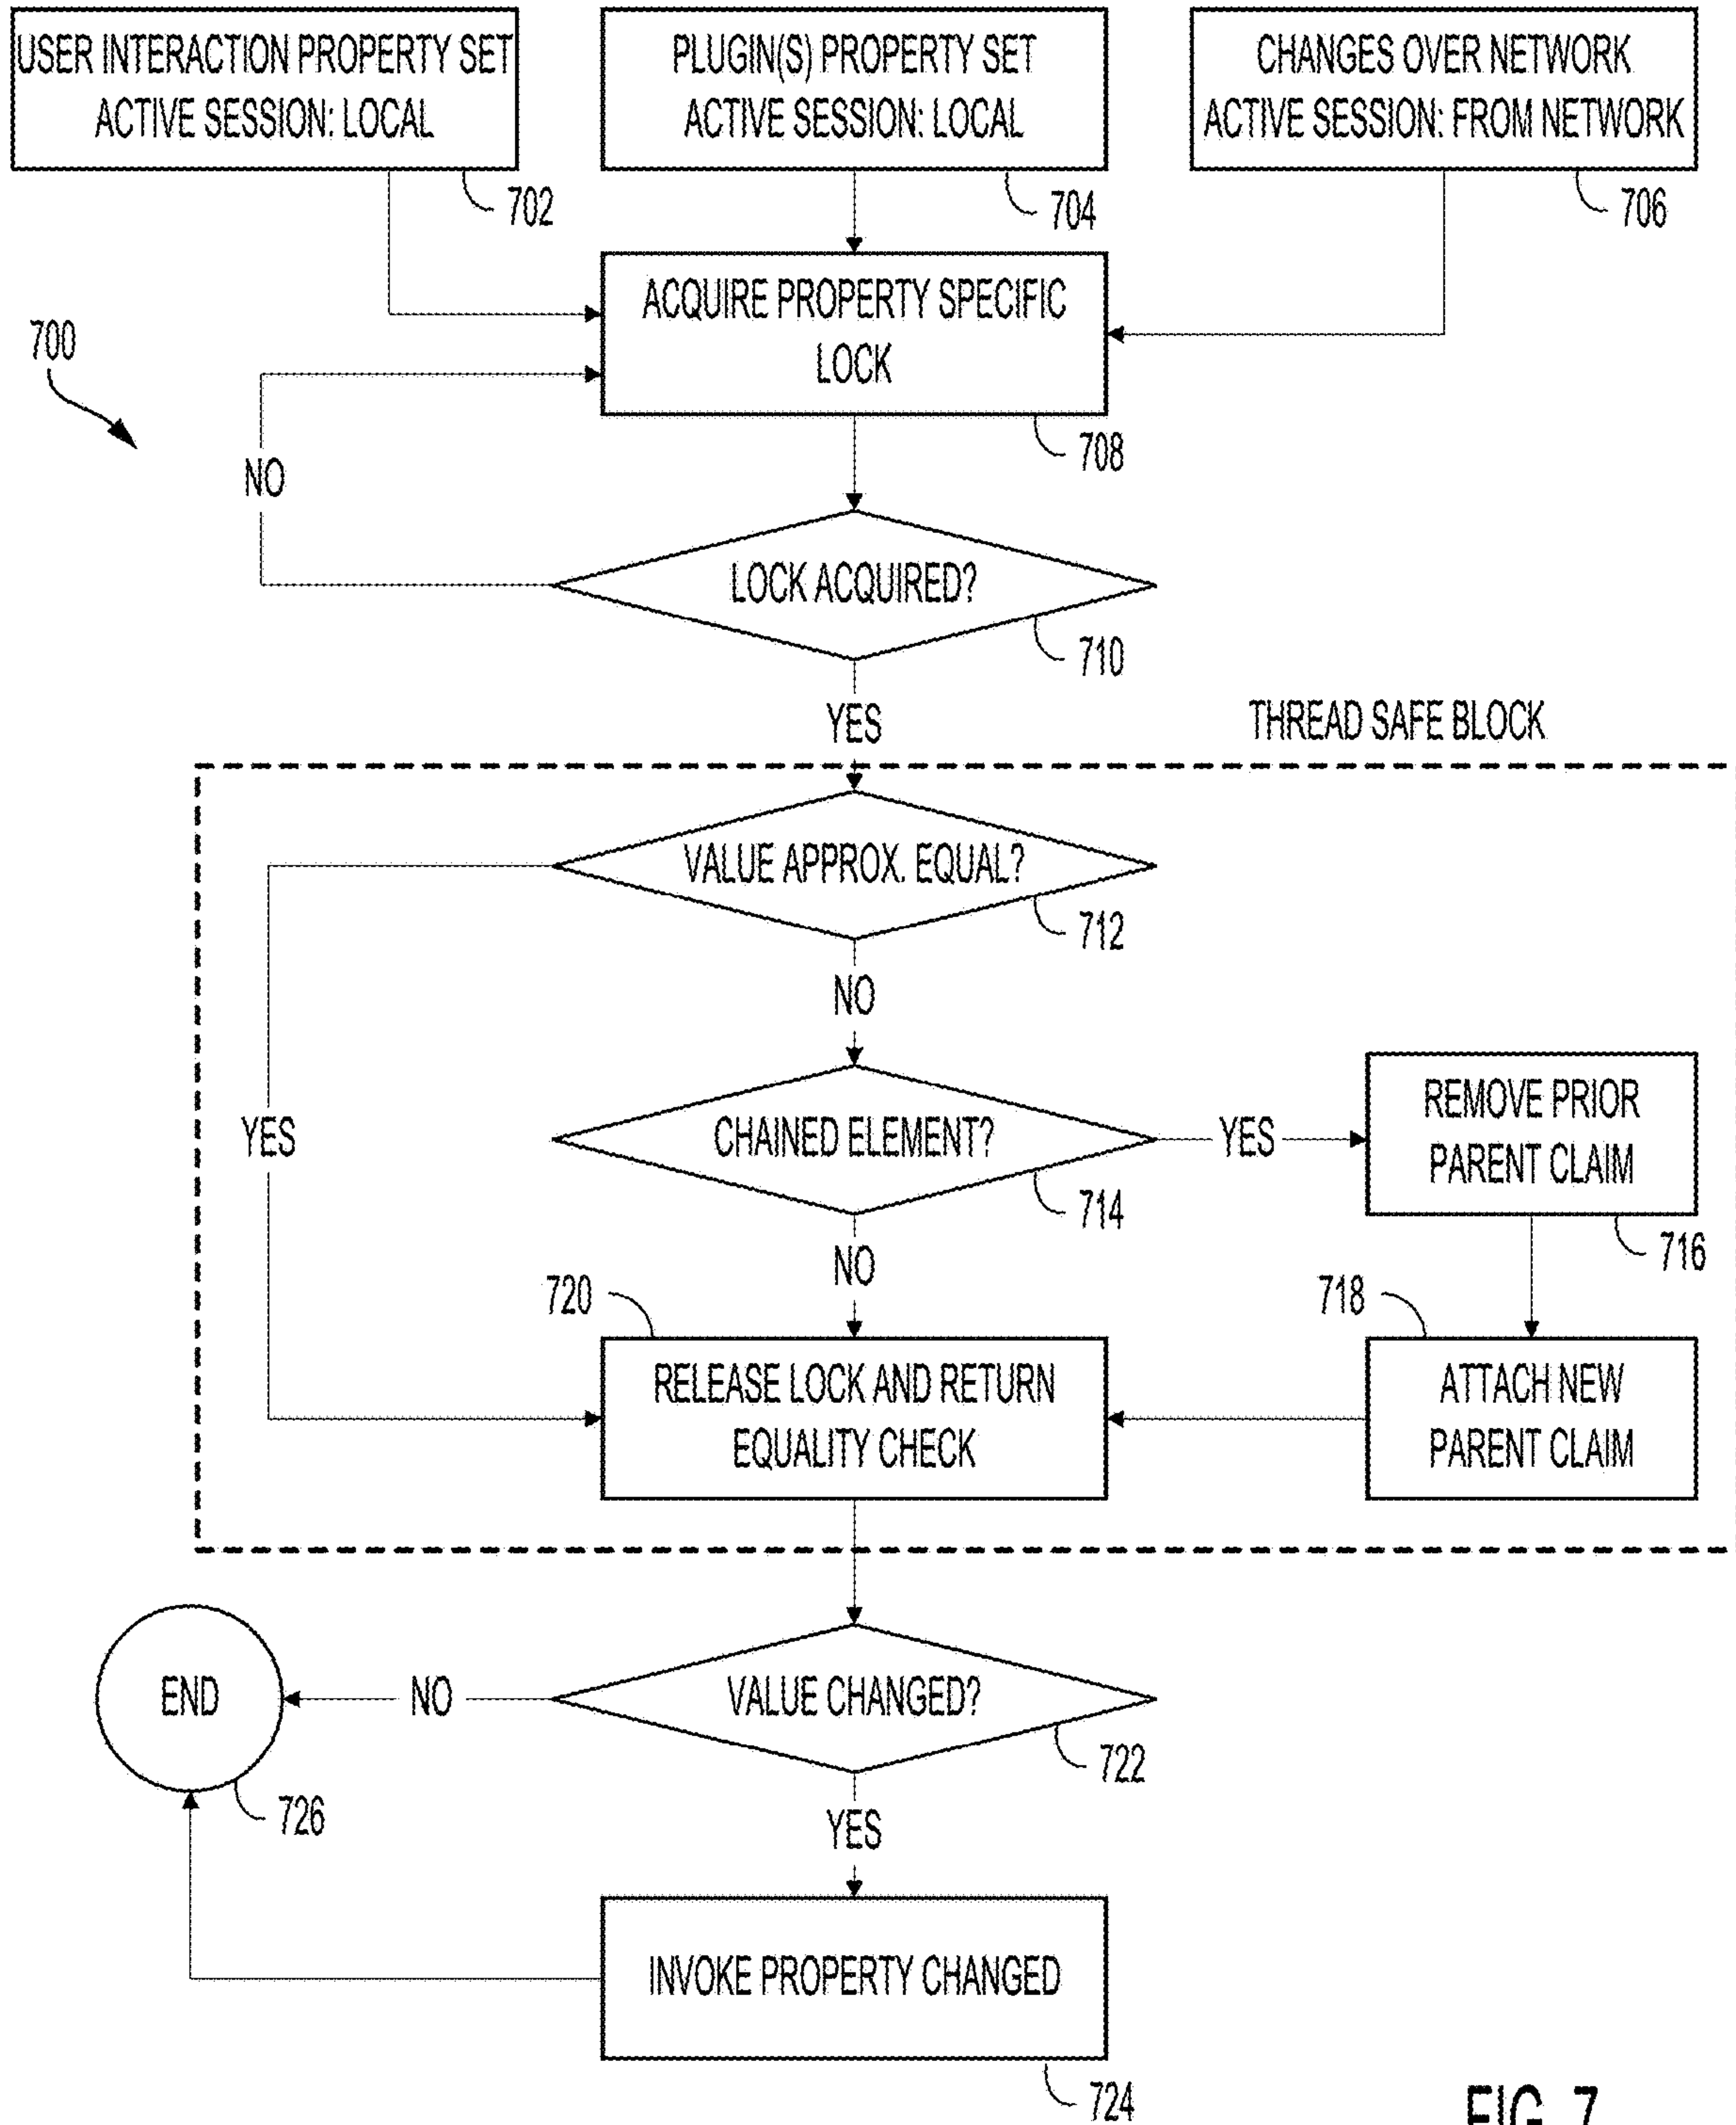 USER INTERACTION PROPERTY SET
ACTIVE SESSION: LOCAL
702
PLUGIN(S) PROPERTY SET
ACTIVE SESSION: LOCAL
704
CHANGES OVER NETWORK
ACTIVE SESSION: FROM NETWORK
706
700
ACQUIRE PROPERTY SPECIFIC
LOCK
708
NO
LOCK ACQUIRED?
710
YES
THREAD SAFE BLOCK
VALUE APPROX. EQUAL?
712
NO
YES
CHAINED ELEMENT?
714
YES
REMOVE PRIOR
PARENT CLAIM
716
NO
720
718
RELEASE LOCK AND RETURN
EQUALITY CHECK
ATTACH NEW
PARENT CLAIM
END
726
NO
VALUE CHANGED?
722
YES
INVOKE PROPERTY CHANGED
724
FIG. 7